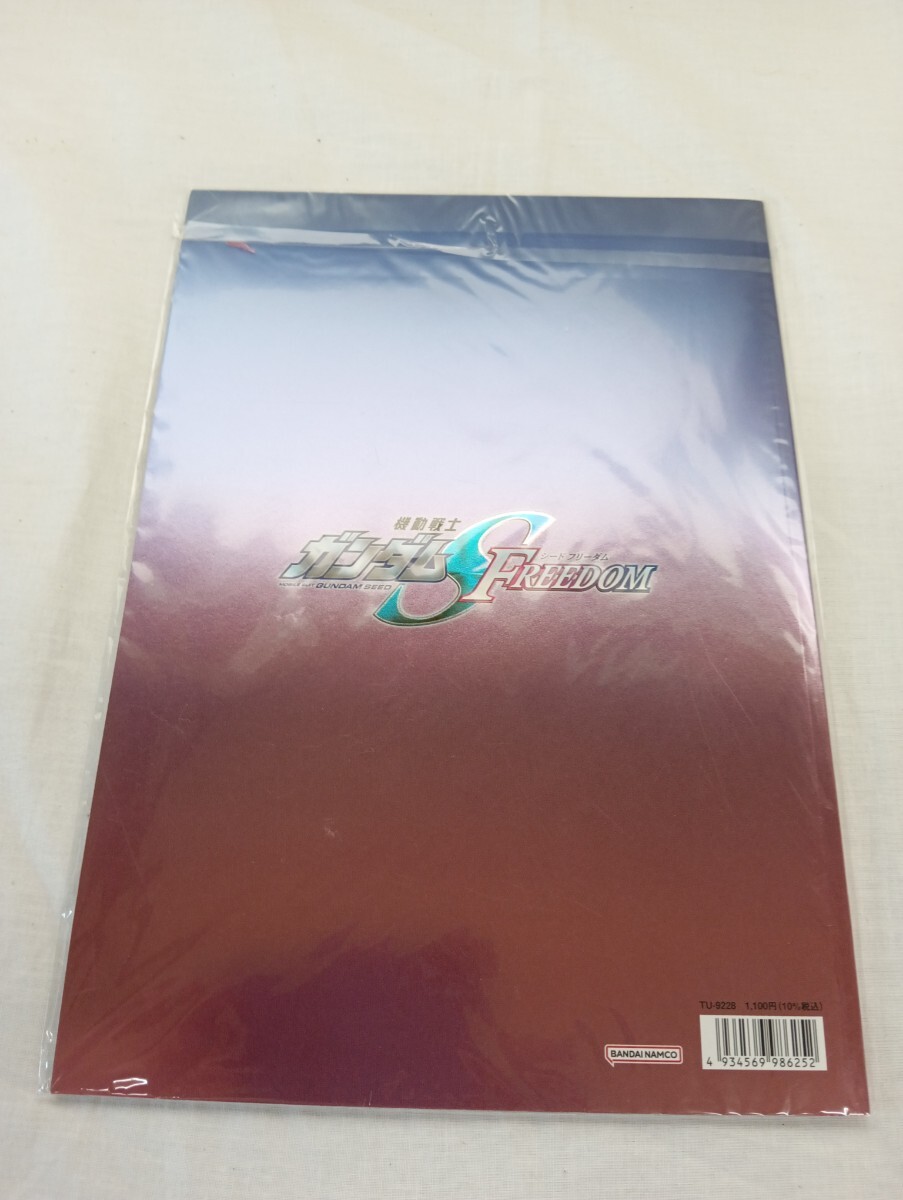 機動戦士
ガンダムS
シード フリーダム
FREEDOM
MOBILE SUIT GUNDAM SEED
TU-9228 1,100円(10%税込)
BANDAI NAMCO
4 934569 986252